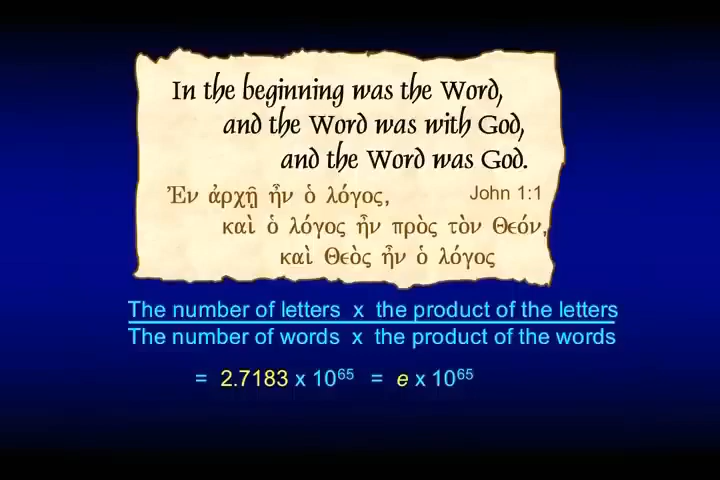 In the beginning was the Word,
and the Word was with God,
and the Word was God.
Ἐν ἀρχῇ ἦν ὁ λόγος,
John 1:1
καὶ ὁ λόγος ἦν πρὸς τὸν Θεόν,
καὶ Θεὸς ἦν ὁ λόγος
The number of letters x the product of the letters
The number of words x the product of the words
= 2.7183 x 10⁶⁵ = e x 10⁶⁵